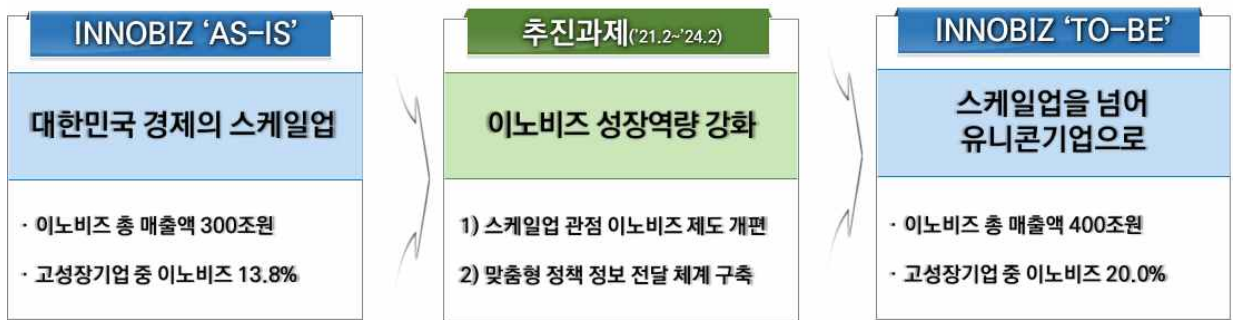 INNOBIZ ‘AS-IS’
대한민국 경제의 스케일업
· 이노비즈 총 매출액 300조원
· 고성장기업 중 이노비즈 13.8%
추진과제(’21.2~’24.2)
이노비즈 성장역량 강화
1) 스케일업 관점 이노비즈 제도 개편
2) 맞춤형 정책 정보 전달 체계 구축
INNOBIZ ‘TO-BE’
스케일업을 넘어
유니콘기업으로
· 이노비즈 총 매출액 400조원
· 고성장기업 중 이노비즈 20.0%